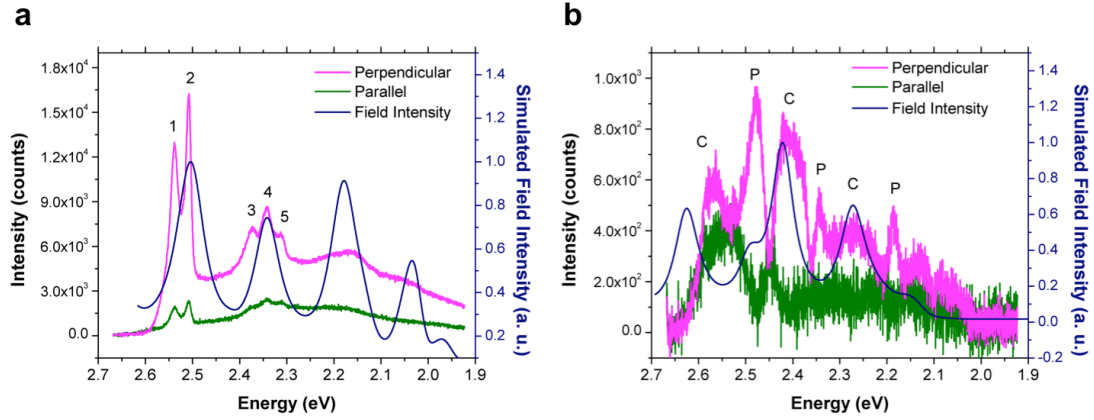 a
Intensity (counts)
1.8x10⁴
1.5x10⁴
1.2x10⁴
9.0x10³
6.0x10³
3.0x10³
0.0
1
2
3
4
5
Perpendicular
Parallel
Field Intensity
1.4
1.2
1.0
0.8
0.6
0.4
0.2
Simulated Field Intensity (a. u.)
2.7 2.6 2.5 2.4 2.3 2.2 2.1 2.0 1.9
Energy (eV)
b
Intensity (counts)
1.0x10³
8.0x10²
6.0x10²
4.0x10²
2.0x10²
0.0
C
P
C
P
C
P
Perpendicular
Parallel
Field Intensity
1.4
1.2
1.0
0.8
0.6
0.4
0.2
0.0
-0.2
Simulated Field Intensity (a. u.)
2.7 2.6 2.5 2.4 2.3 2.2 2.1 2.0 1.9
Energy (eV)